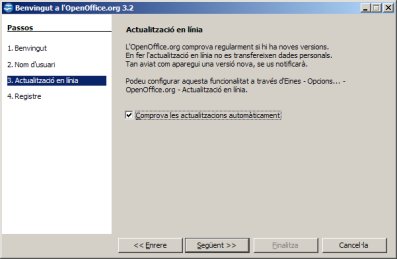 Benvingut a l'OpenOffice.org 3.2
Passos
1. Benvingut
2. Nom d'usuari
3. Actualització en línia
4. Registre
Actualització en línia
L'OpenOffice.org comprova regularment si hi ha noves versions.
En fer l'actualització en línia no es transfereixen dades personals.
Tan aviat com aparegui una versió nova, se us notificarà.
Podeu configurar aquesta funcionalitat a través d'Eines - Opcions... -
OpenOffice.org - Actualització en línia.
Comprova les actualitzacions automàticament
<< Enrere
Següent >>
Finalitza
Cancel·la